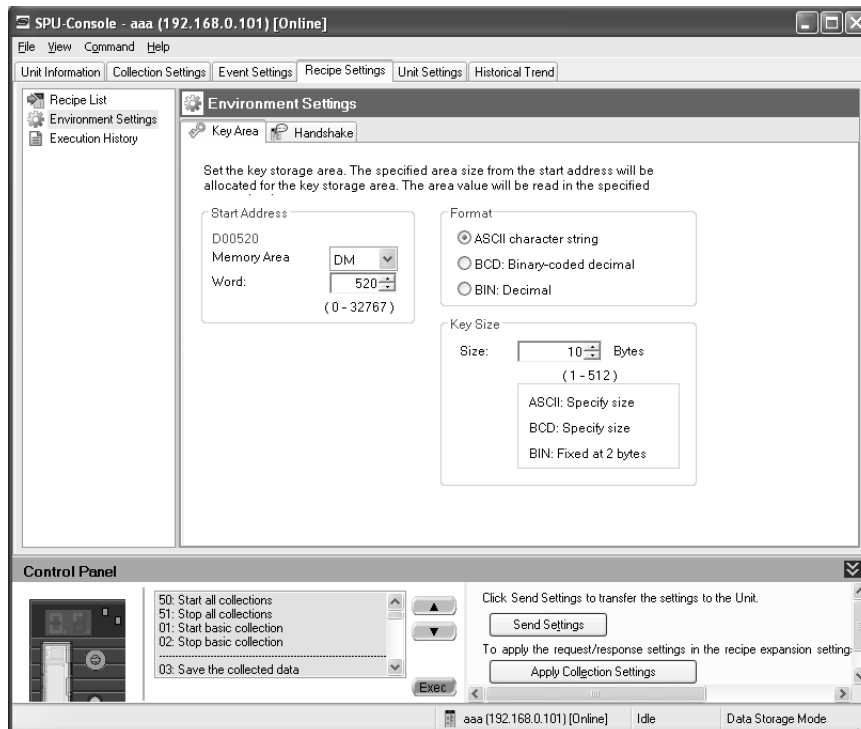 SPU-Console - aaa (192.168.0.101) [Online]
File View Command Help
Unit Information Collection Settings Event Settings Recipe Settings Unit Settings Historical Trend
Recipe List
Environment Settings
Execution History
Environment Settings
Key Area Handshake
Set the key storage area. The specified area size from the start address will be
allocated for the key storage area. The area value will be read in the specified
Start Address
D00520
Memory Area DM
Word: 520
(0 - 32767)
Format
ASCII character string
BCD: Binary-coded decimal
BIN: Decimal
Key Size
Size: 10 Bytes
(1 - 512)
ASCII: Specify size
BCD: Specify size
BIN: Fixed at 2 bytes
Control Panel
50: Start all collections
51: Stop all collections
01: Start basic collection
02: Stop basic collection
03: Save the collected data
Exec
Click Send Settings to transfer the settings to the Unit.
Send Settings
To apply the request/response settings in the recipe expansion setting
Apply Collection Settings
aaa (192.168.0.101) [Online] Idle Data Storage Mode